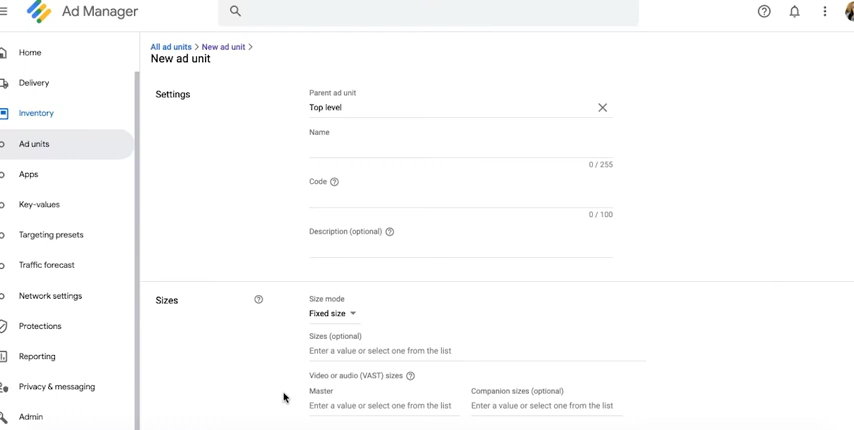 Ad Manager
All ad units > New ad unit >
New ad unit
Home
Delivery
Inventory
Ad units
Apps
Key-values
Targeting presets
Traffic forecast
Network settings
Protections
Reporting
Privacy & messaging
Admin
Settings
Parent ad unit
Top level
Name
0 / 255
Code
0 / 100
Description (optional)
Sizes
Size mode
Fixed size
Sizes (optional)
Enter a value or select one from the list
Video or audio (VAST) sizes
Master Companion sizes (optional)
Enter a value or select one from the list Enter a value or select one from the list